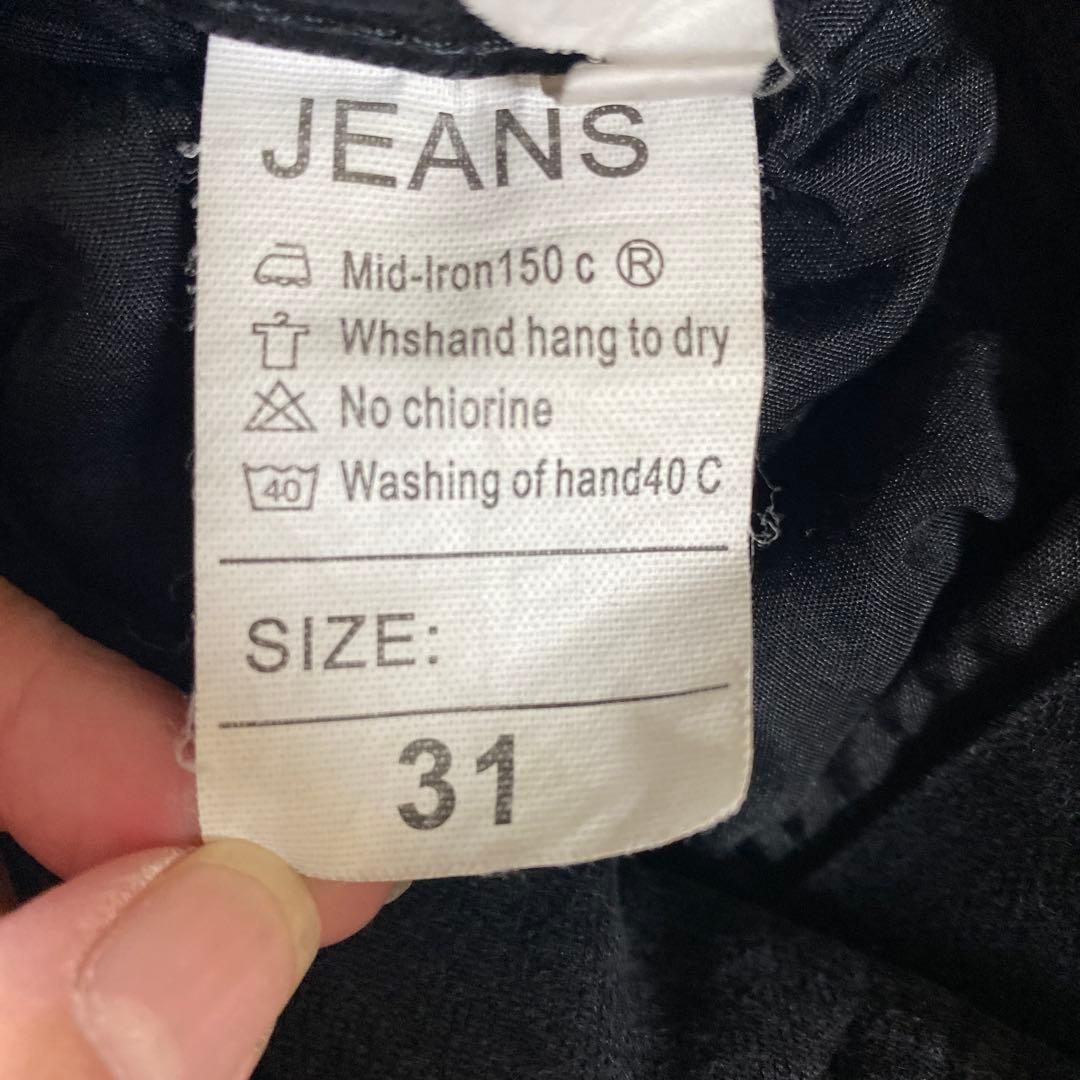 JEANS
Mid-Iron150 c ®
Whshand hang to dry
No chiorine
40 Washing of hand40 C
SIZE:
31